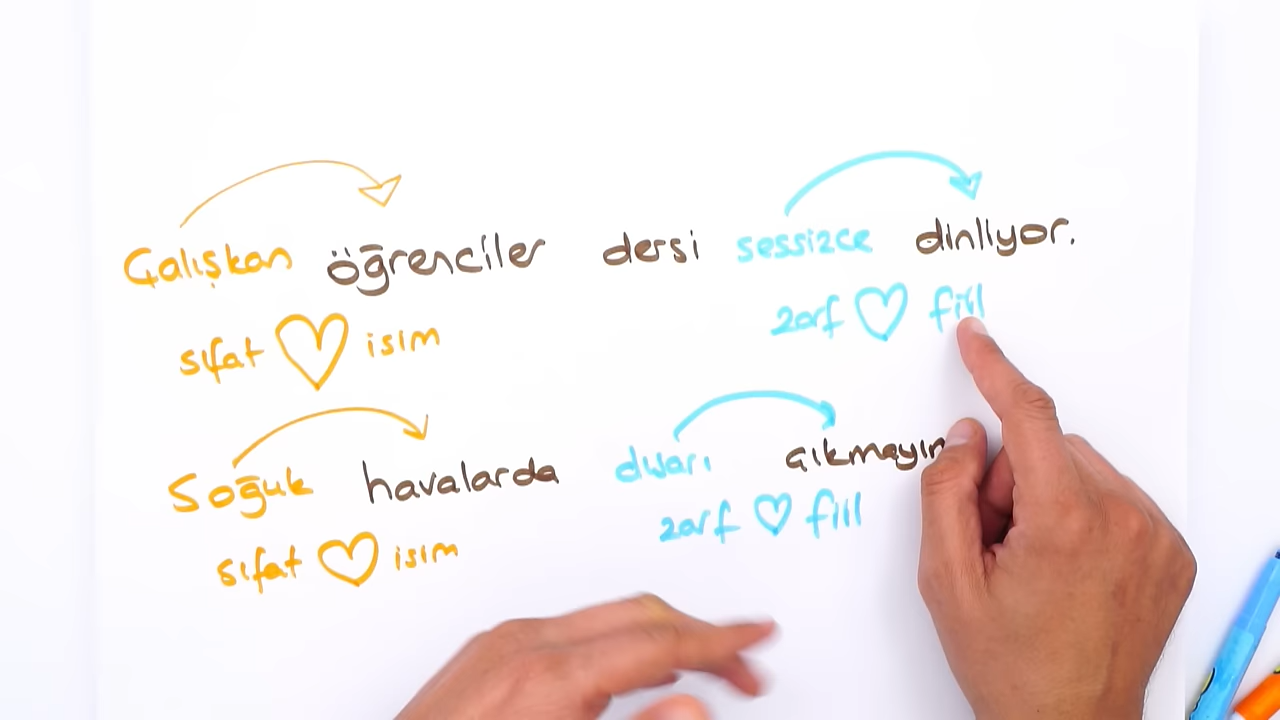 Çalışkan öğrenciler dersi sessizce dinliyor.
sıfat isim zarf fiil
Soğuk havalarda dışarı çıkmayın
sıfat isim zarf fiil